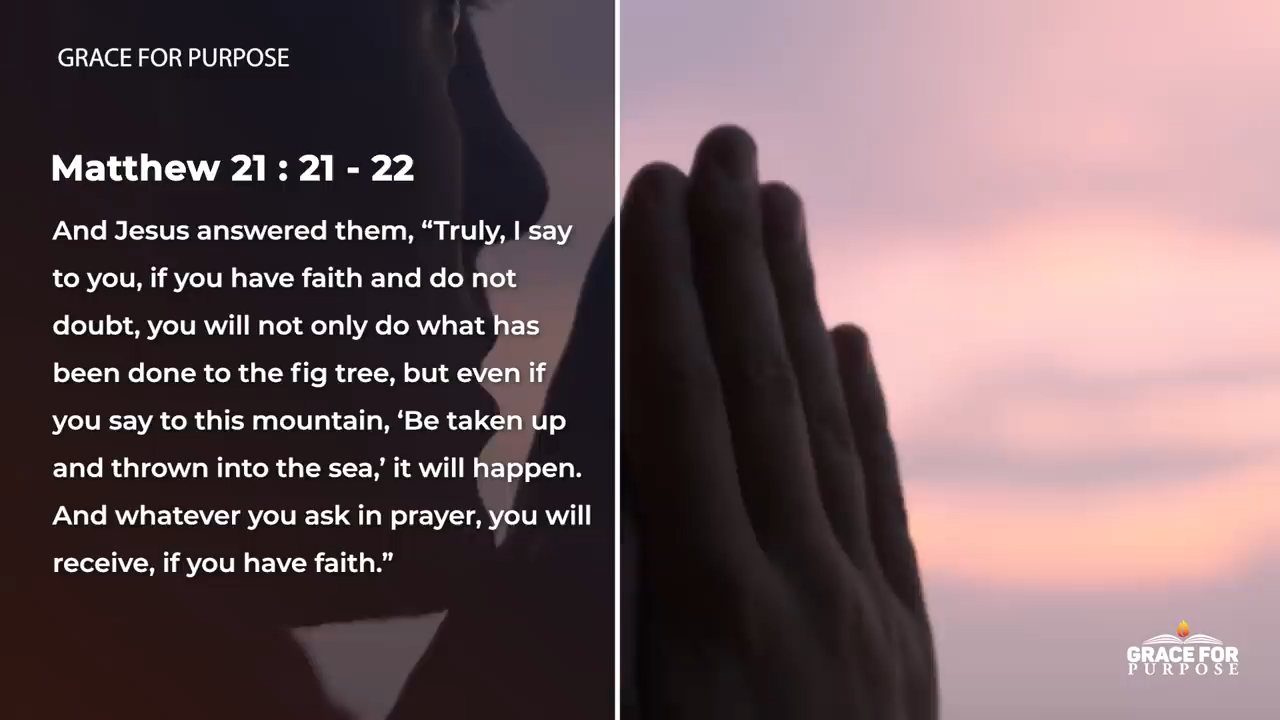 GRACE FOR PURPOSE
Matthew 21 : 21 - 22
And Jesus answered them, “Truly, I say
to you, if you have faith and do not
doubt, you will not only do what has
been done to the fig tree, but even if
you say to this mountain, ‘Be taken up
and thrown into the sea,’ it will happen.
And whatever you ask in prayer, you will
receive, if you have faith.”
GRACE FOR
PURPOSE